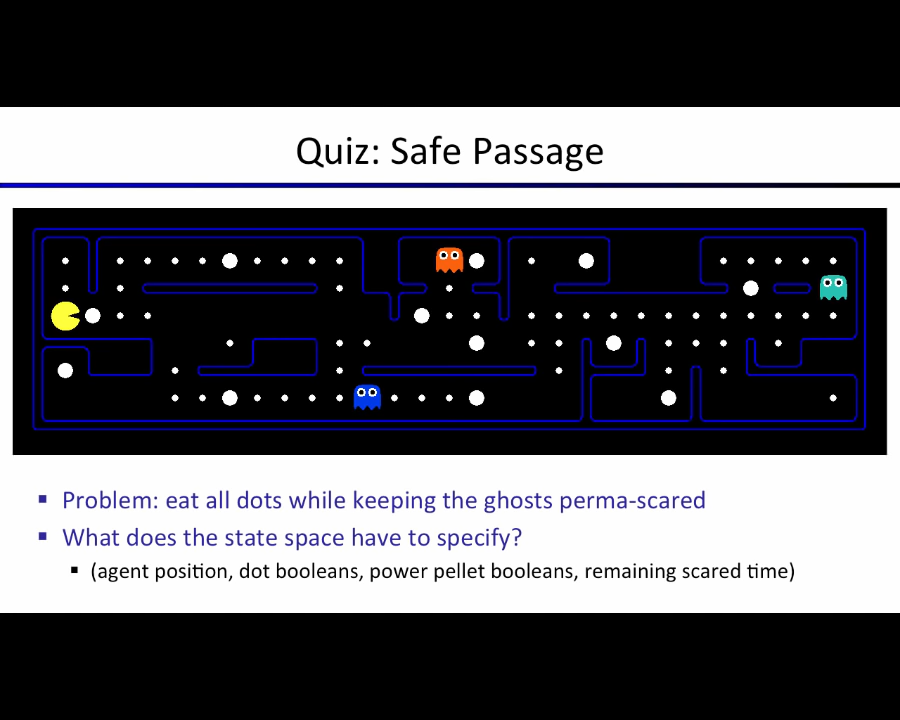 Quiz: Safe Passage
▪ Problem: eat all dots while keeping the ghosts perma-scared
▪ What does the state space have to specify?
▪ (agent position, dot booleans, power pellet booleans, remaining scared time)